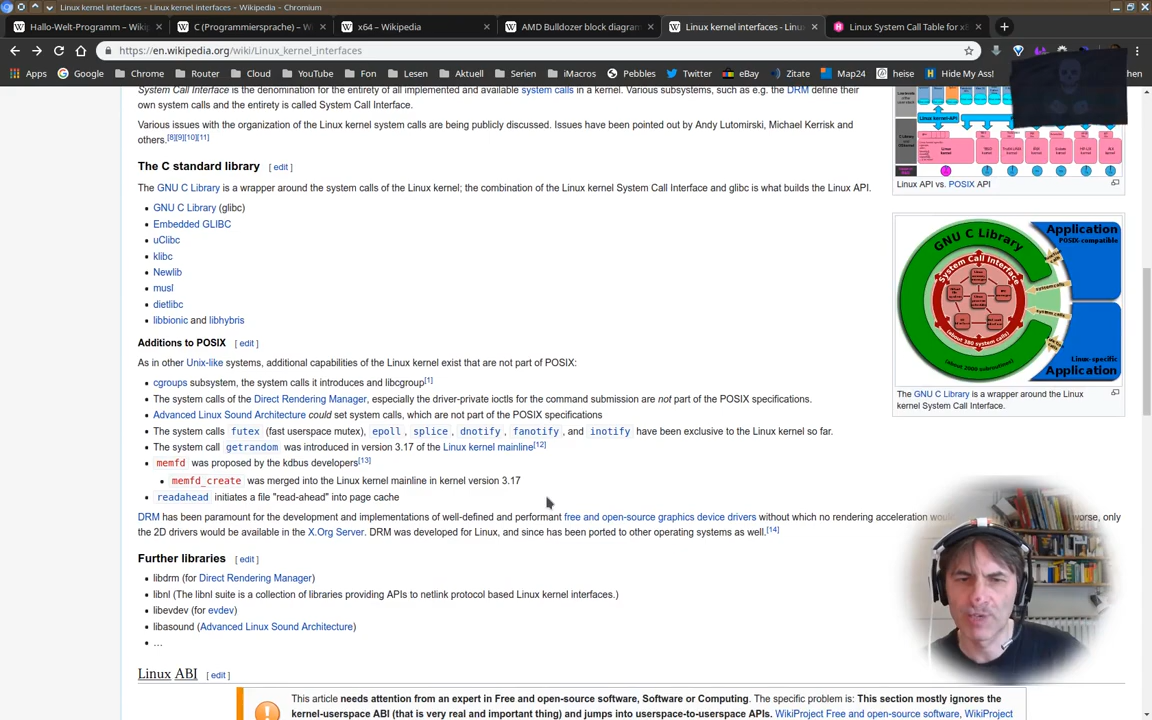 Linux kernel interfaces – Linux kernel interfaces – Wikipedia – Chromium
Hallo-Welt-Programm – Wiki
C (Programmiersprache) – W
x64 – Wikipedia
AMD Bulldozer block diagram
Linux kernel interfaces - Linu
Linux System Call Table for x8
https://en.wikipedia.org/wiki/Linux_kernel_interfaces
Apps Google Chrome Router Cloud YouTube Fon Lesen Aktuell Serien iMacros Pebbles Twitter eBay Zitate Map24 heise Hide My Ass! hen
System Call Interface is the denomination for the entirety of all implemented and available system calls in a kernel. Various subsystems, such as e.g. the DRM define their
own system calls and the entirety is called System Call Interface.
Various issues with the organization of the Linux kernel system calls are being publicly discussed. Issues have been pointed out by Andy Lutomirski, Michael Kerrisk and
others.[8][9][10][11]
The C standard library [ edit ]
The GNU C Library is a wrapper around the system calls of the Linux kernel; the combination of the Linux kernel System Call Interface and glibc is what builds the Linux API.
• GNU C Library (glibc)
• Embedded GLIBC
• uClibc
• klibc
• Newlib
• musl
• dietlibc
• libbionic and libhybris
Additions to POSIX [ edit ]
As in other Unix-like systems, additional capabilities of the Linux kernel exist that are not part of POSIX:
• cgroups subsystem, the system calls it introduces and libcgroup[1]
• The system calls of the Direct Rendering Manager, especially the driver-private ioctls for the command submission are not part of the POSIX specifications.
• Advanced Linux Sound Architecture could set system calls, which are not part of the POSIX specifications
• The system calls futex (fast userspace mutex), epoll, splice, dnotify, fanotify, and inotify have been exclusive to the Linux kernel so far.
• The system call getrandom was introduced in version 3.17 of the Linux kernel mainline[12]
• memfd was proposed by the kdbus developers[13]
• memfd_create was merged into the Linux kernel mainline in kernel version 3.17
• readahead initiates a file "read-ahead" into page cache
DRM has been paramount for the development and implementations of well-defined and performant free and open-source graphics device drivers without which no rendering acceleration wou orse, only
the 2D drivers would be available in the X.Org Server. DRM was developed for Linux, and since has been ported to other operating systems as well.[14]
Further libraries [ edit ]
• libdrm (for Direct Rendering Manager)
• libnl (The libnl suite is a collection of libraries providing APIs to netlink protocol based Linux kernel interfaces.)
• libevdev (for evdev)
• libasound (Advanced Linux Sound Architecture)
• …
Linux ABI [ edit ]
This article needs attention from an expert in Free and open-source software, Software or Computing. The specific problem is: This section mostly ignores the
kernel-userspace ABI (that is very real and important thing) and jumps into userspace-to-userspace APIs. WikiProject Free and open-source software, WikiProject
Linux kernel-API
Linux API vs. POSIX API
GNU C Library
System Call Interface
(about 380 system calls)
(about 2000 subroutines)
Application
POSIX-compatible
system calls
Linux-specific
Application
The GNU C Library is a wrapper around the Linux
kernel System Call Interface.